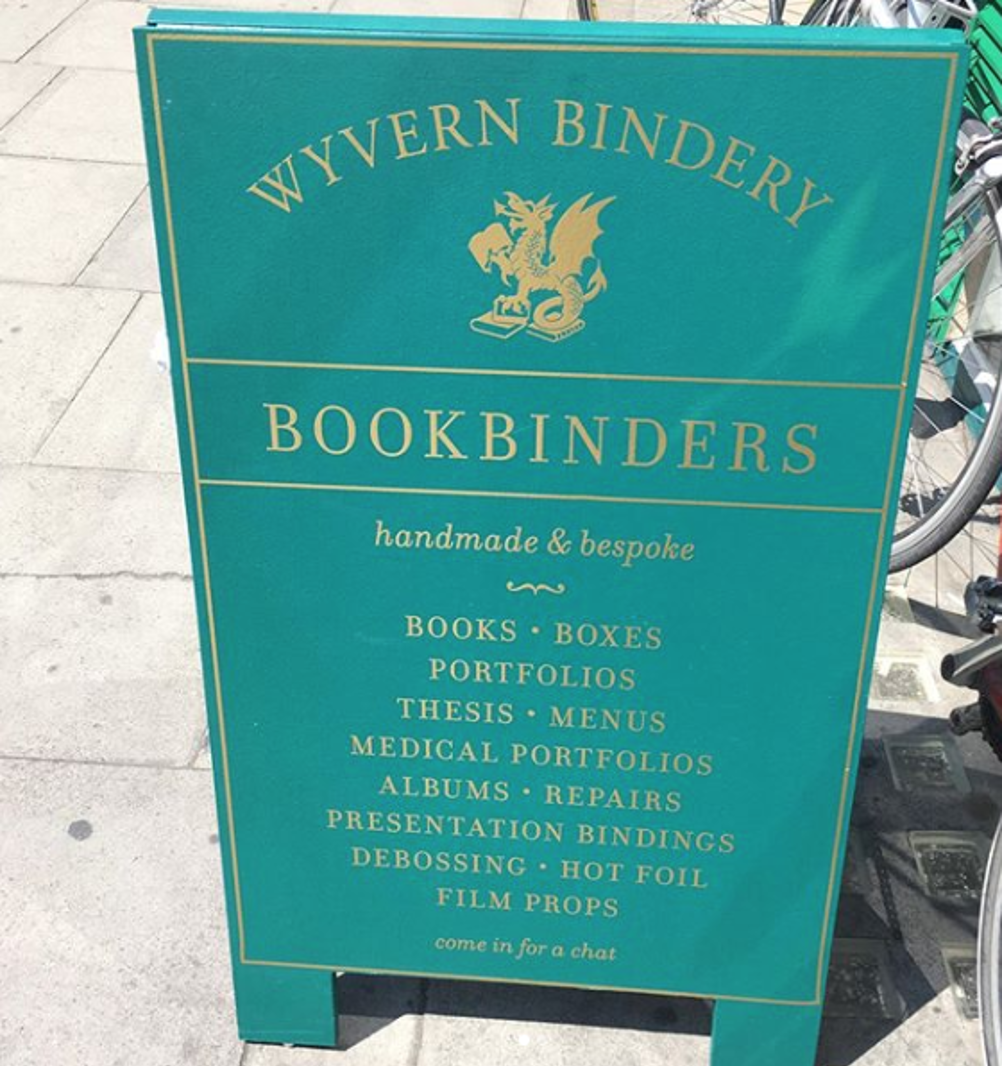 WYVERN BINDERY
BOOKBINDERS
handmade & bespoke
BOOKS • BOXES
PORTFOLIOS
THESIS • MENUS
MEDICAL PORTFOLIOS
ALBUMS • REPAIRS
PRESENTATION BINDINGS
DEBOSSING • HOT FOIL
FILM PROPS
come in for a chat